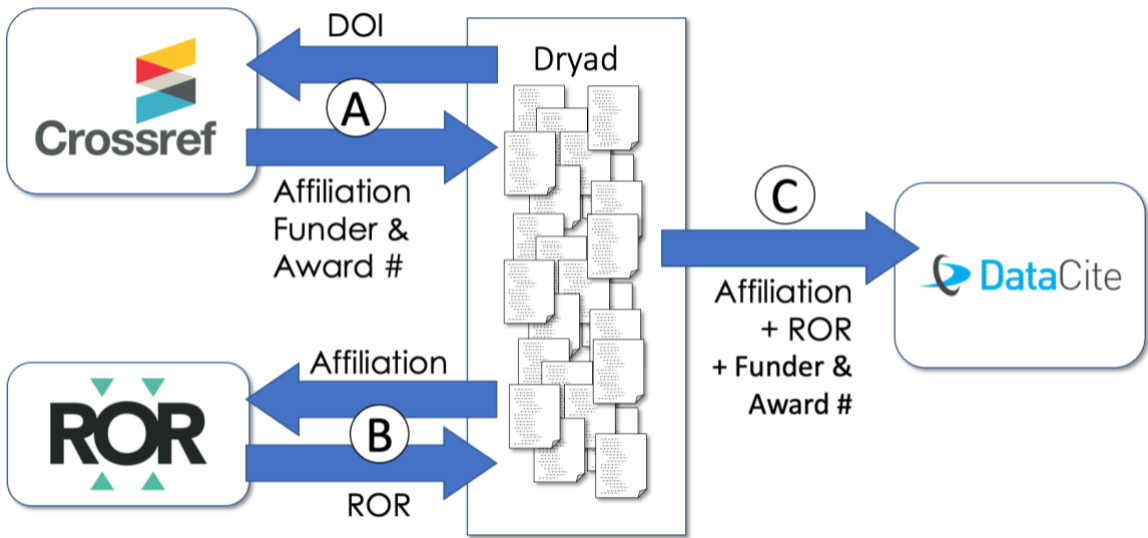 DOI
Dryad
Crossref
A
Affiliation
Funder &
Award #
C
DataCite
Affiliation
+ ROR
+ Funder &
Award #
Affiliation
ROR
B
ROR